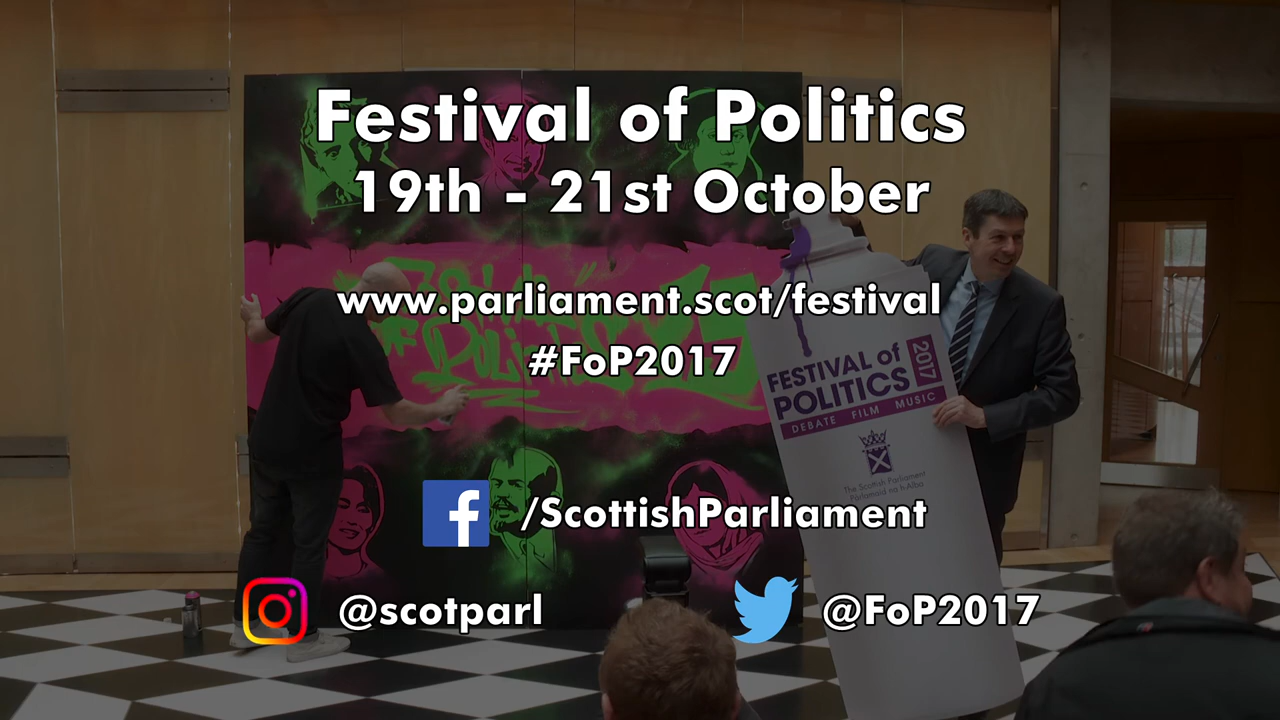 Festival of Politics
19th - 21st October
www.parliament.scot/festival
#FoP2017
FESTIVAL of
POLITICS
2017
DEBATE FILM MUSIC
The Scottish Parliament
Pàrlamaid na h-Alba
/ScottishParliament
@scotparl
@FoP2017